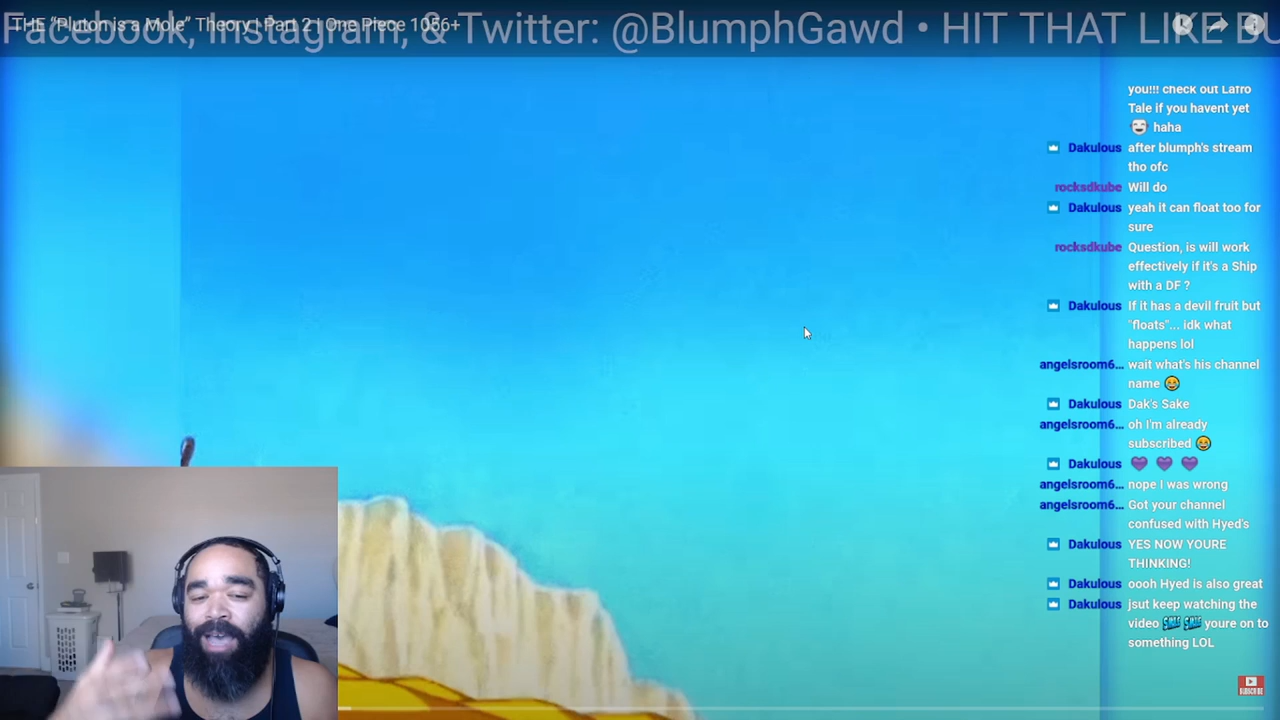 THE “Pluton is a Mole” Theory | Part 2 | One Piece 1056+
Facebook, Instagram, & Twitter: @BlumphGawd • HIT THAT LIKE BU
you!!! check out Lafro
Tale if you havent yet
haha
Dakulous after blumph's stream
tho ofc
rocksdkube Will do
Dakulous yeah it can float too for
sure
rocksdkube Question, is will work
effectively if it's a Ship
with a DF ?
Dakulous If it has a devil fruit but
"floats"... idk what
happens lol
angelsroom6... wait what's his channel
name
Dakulous Dak's Sake
angelsroom6... oh I'm already
subscribed
Dakulous
angelsroom6... nope I was wrong
angelsroom6... Got your channel
confused with Hyed's
Dakulous YES NOW YOURE
THINKING!
Dakulous oooh Hyed is also great
Dakulous jsut keep watching the
video youre on to
something LOL
SUBSCRIBE